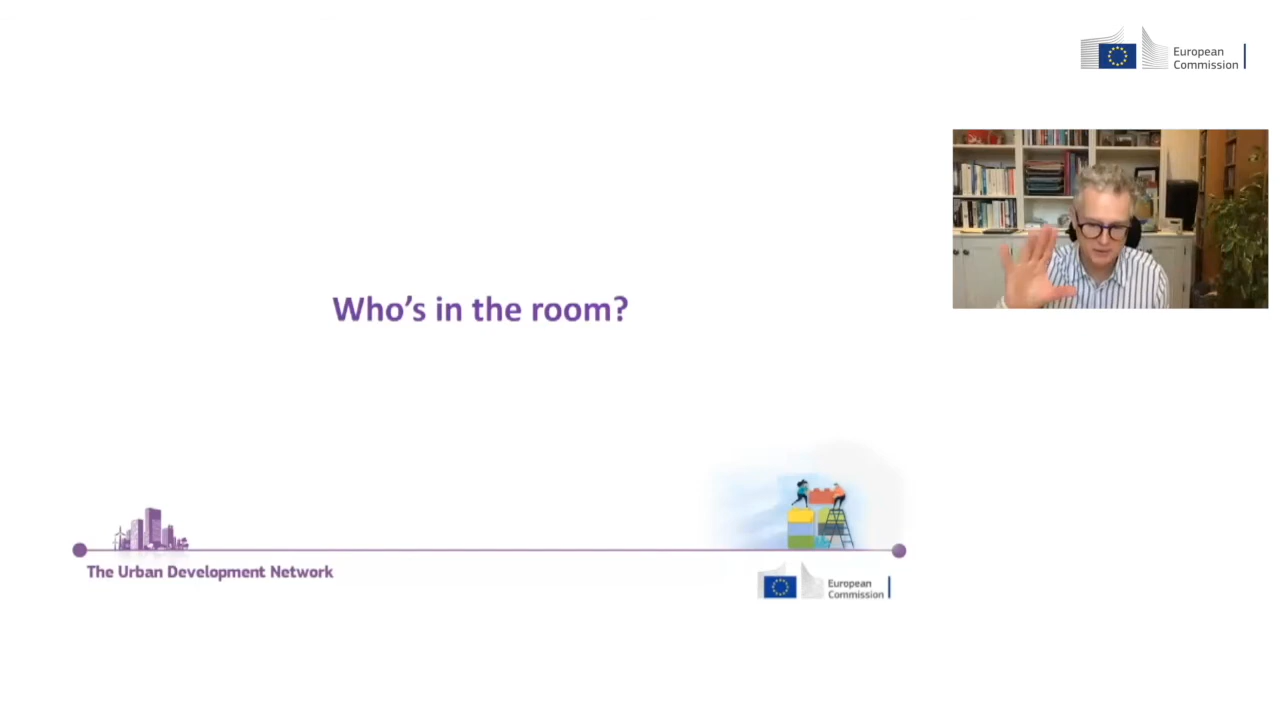 European
Commission
Who's in the room?
The Urban Development Network
European
Commission